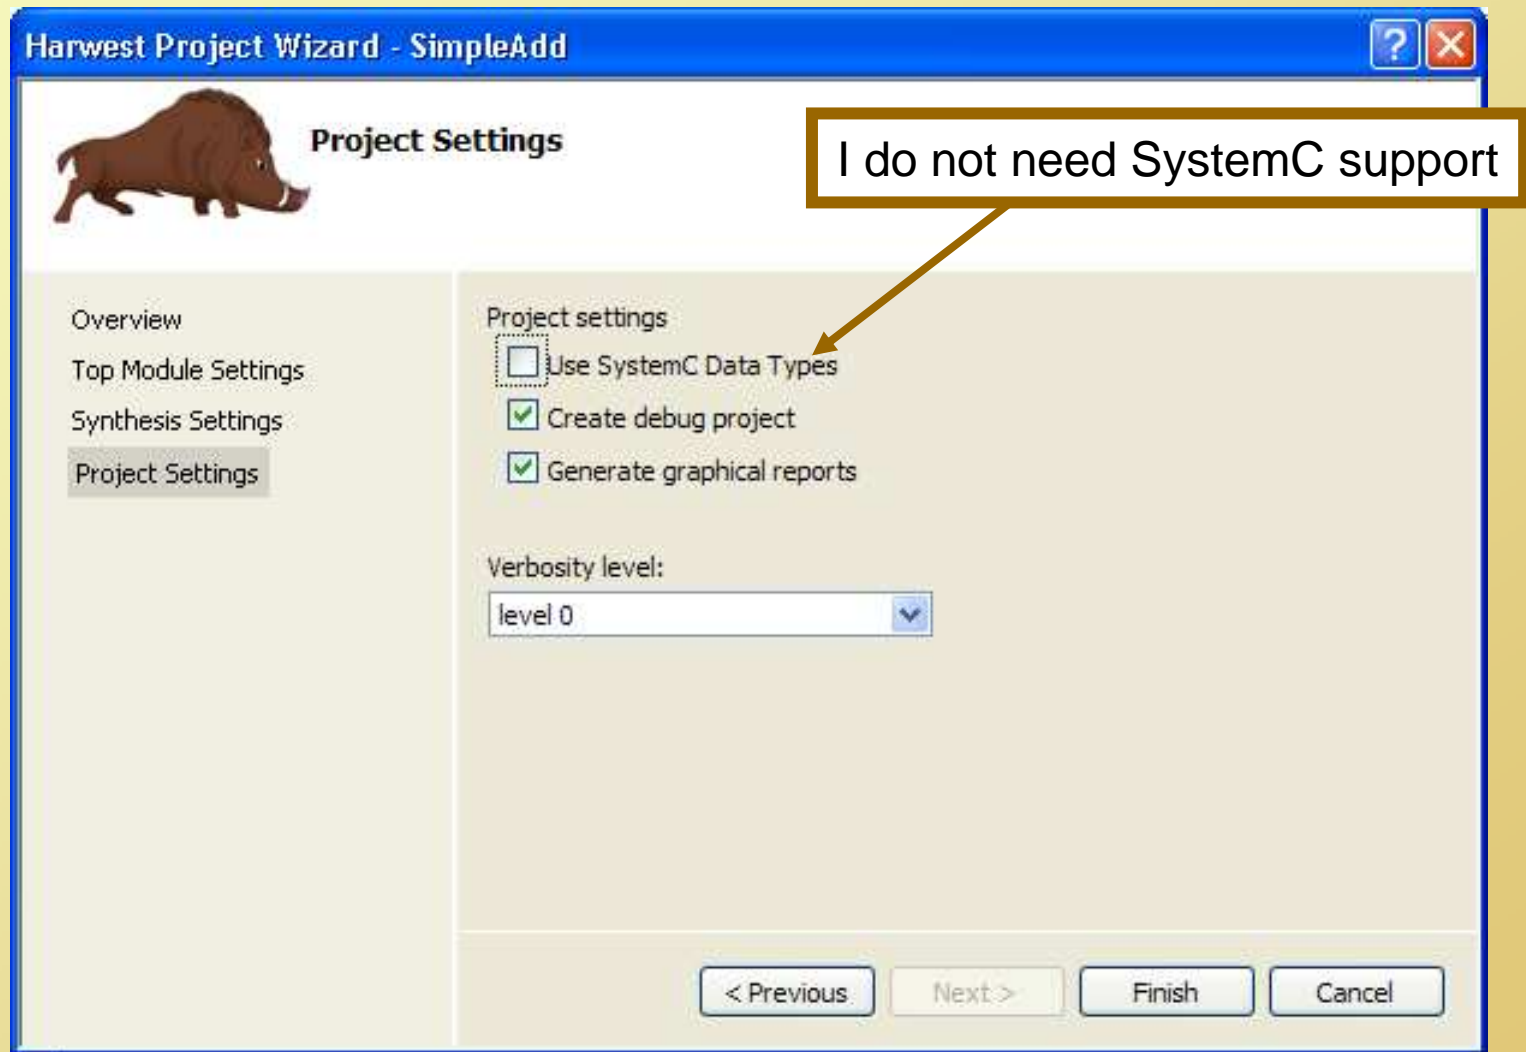 Harwest Project Wizard - SimpleAdd
Project Settings
I do not need SystemC support
Overview
Top Module Settings
Synthesis Settings
Project Settings
Project settings
Use SystemC Data Types
Create debug project
Generate graphical reports
Verbosity level:
level 0
< Previous
Next >
Finish
Cancel